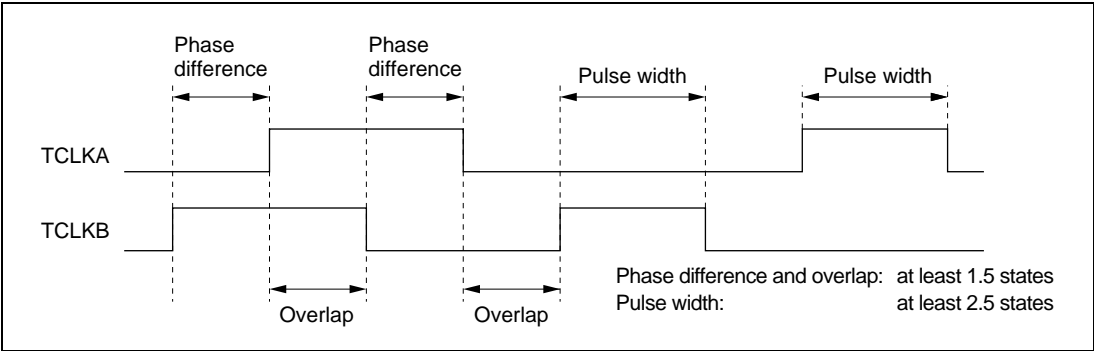 Phase
difference
Phase
difference
Pulse width
Pulse width
TCLKA
TCLKB
Overlap
Overlap
Phase difference and overlap: at least 1.5 states
Pulse width: at least 2.5 states